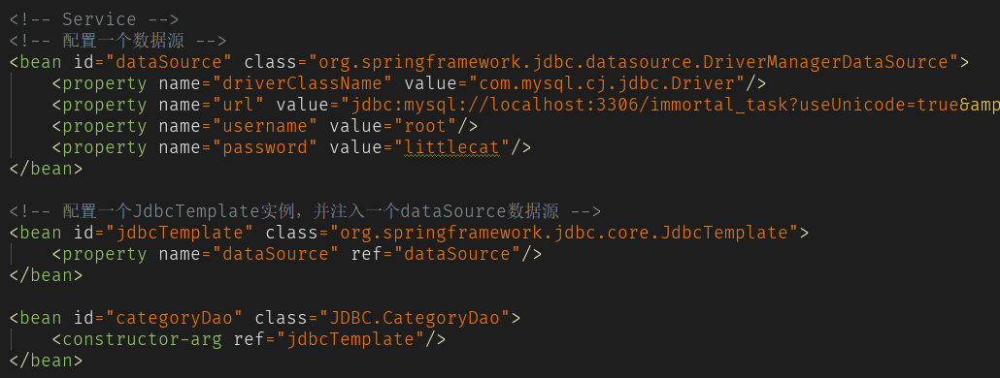 <!-- Service -->
<!-- 配置一个数据源 -->
<bean id="dataSource" class="org.springframework.jdbc.datasource.DriverManagerDataSource">
    <property name="driverClassName" value="com.mysql.cj.jdbc.Driver"/>
    <property name="url" value="jdbc:mysql://localhost:3306/immortal_task?useUnicode=true&amp
    <property name="username" value="root"/>
    <property name="password" value="littlecat"/>
</bean>
<!-- 配置一个JdbcTemplate实例，并注入一个dataSource数据源 -->
<bean id="jdbcTemplate" class="org.springframework.jdbc.core.JdbcTemplate">
    <property name="dataSource" ref="dataSource"/>
</bean>
<bean id="categoryDao" class="JDBC.CategoryDao">
    <constructor-arg ref="jdbcTemplate"/>
</bean>